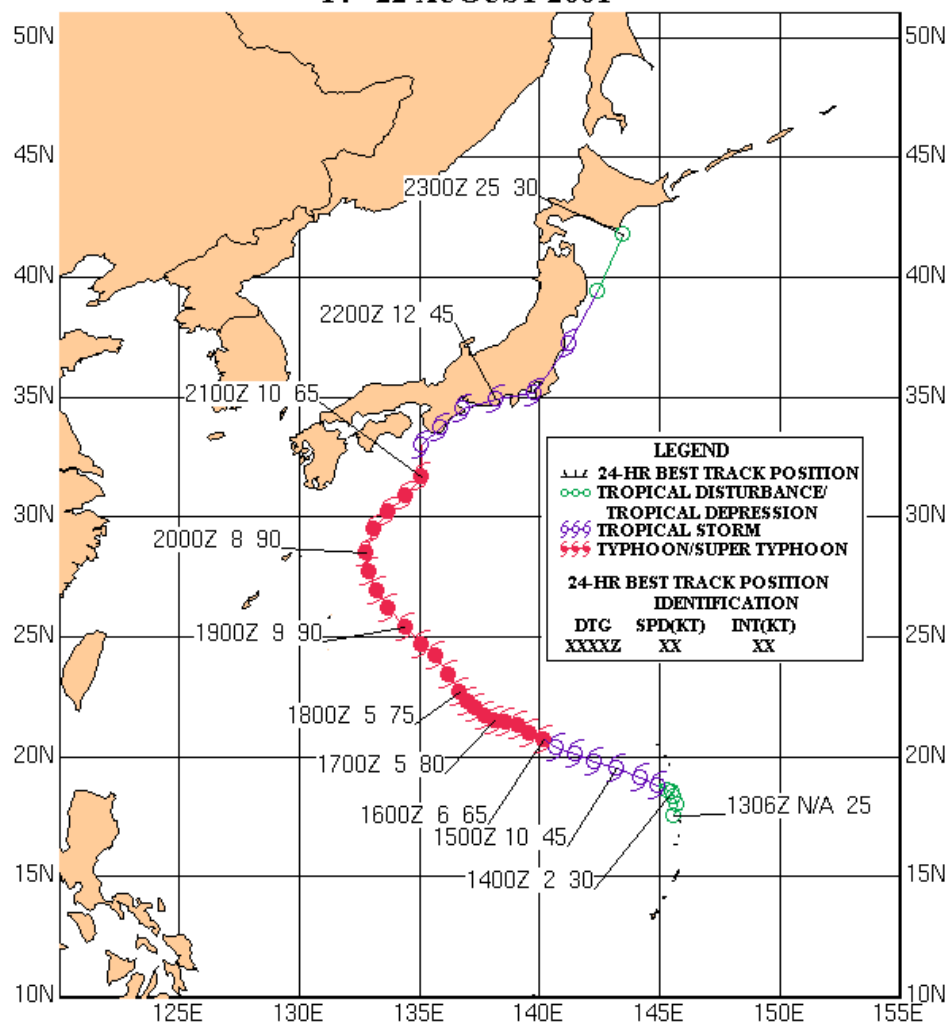 14 - 22 AUGUST 2001
50N 50N
45N 45N
2300Z 25 30
40N 40N
2200Z 12 45
35N 35N
2100Z 10 65
LEGEND
24-HR BEST TRACK POSITION
TROPICAL DISTURBANCE/
TROPICAL DEPRESSION
TROPICAL STORM
TYPHOON/SUPER TYPHOON
24-HR BEST TRACK POSITION
IDENTIFICATION
DTG SPD(KT) INT(KT)
XXXXZ XX XX
30N 30N
2000Z 8 90
25N 25N
1900Z 9 90
1800Z 5 75
20N 20N
1700Z 5 80
1600Z 6 65
1306Z N/A 25
1500Z 10 45
15N 15N
1400Z 2 30
10N 10N
125E 130E 135E 140E 145E 150E 155E